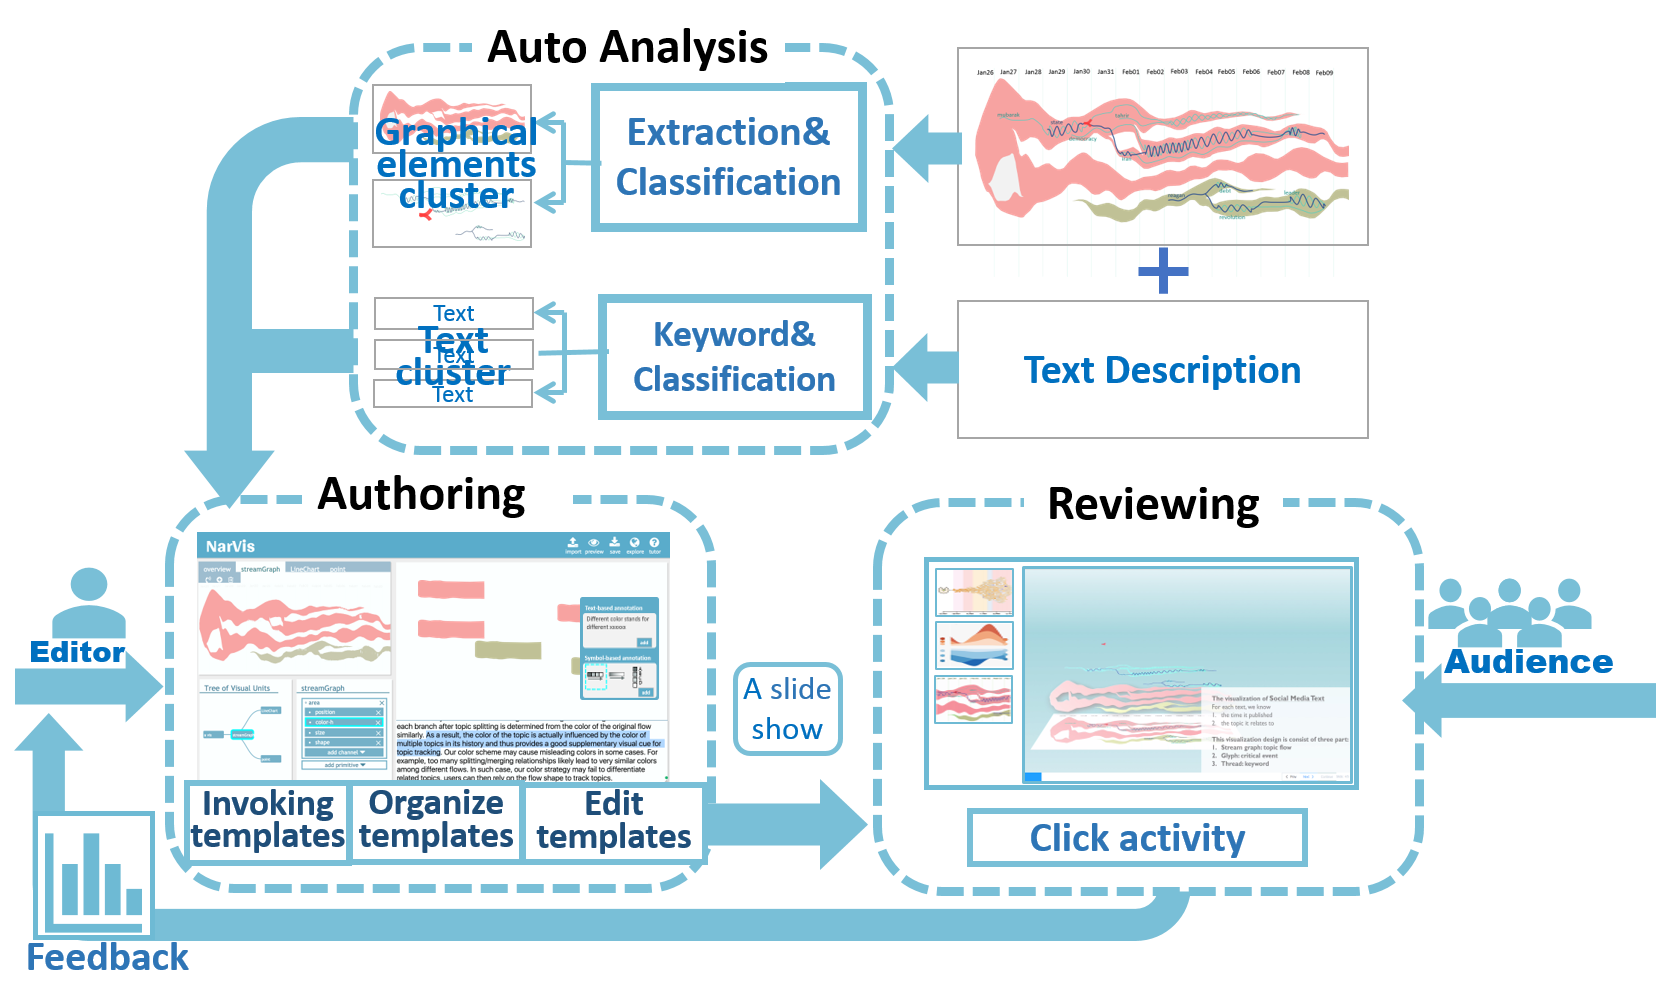 Auto Analysis
Graphical
elements
cluster
Extraction&
Classification
Jan26 Jan27 Jan28 Jan29 Jan30 Jan31 Feb01 Feb02 Feb03 Feb04 Feb05 Feb06 Feb07 Feb08 Feb09
mubarak
state
democracy
iran
debt
revolution
Text
Text
cluster
Text
Text
Keyword&
Classification
Text Description
Authoring
NarVis
import preview save explore tutor
overview streamGraph LineChart point
Text-based annotation
Different color stands for
different xxxxx
add
Symbol-based annotation
add
Tree of Visual Units
streamGraph
area
position
color-h
size
shape
add channel
add primitive
each branch after topic splitting is determined from the color of the original flow
similarly. As a result, the color of the topic is actually influenced by the color of
multiple topics in its history and thus provides a good supplementary visual cue for
topic tracking. Our color scheme may cause misleading colors in some cases. For
example, too many splitting/merging relationships likely lead to very similar colors
among different flows. In such case, our color strategy may fail to differentiate
related topics, users can then rely on the flow shape to track topics.
Invoking
templates
Organize
templates
Edit
templates
Editor
Feedback
A slide
show
Reviewing
The visualization of Social Media Text
For each text, we know
1. the time it published
2. the topic it relates to
This visualization design is consist of three part:
1. Stream graph: topic flow
2. Glyph: critical event
3. Thread: keyword
Click activity
Audience